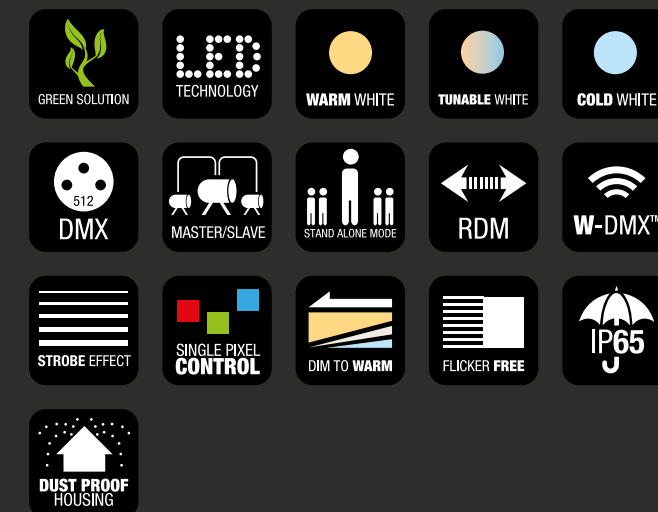 GREEN SOLUTION
LED
TECHNOLOGY
WARM WHITE
TUNABLE WHITE
COLD WHITE
512
DMX
MASTER/SLAVE
STAND ALONE MODE
RDM
W-DMX™
STROBE EFFECT
SINGLE PIXEL
CONTROL
DIM TO WARM
FLICKER FREE
IP65
DUST PROOF
HOUSING